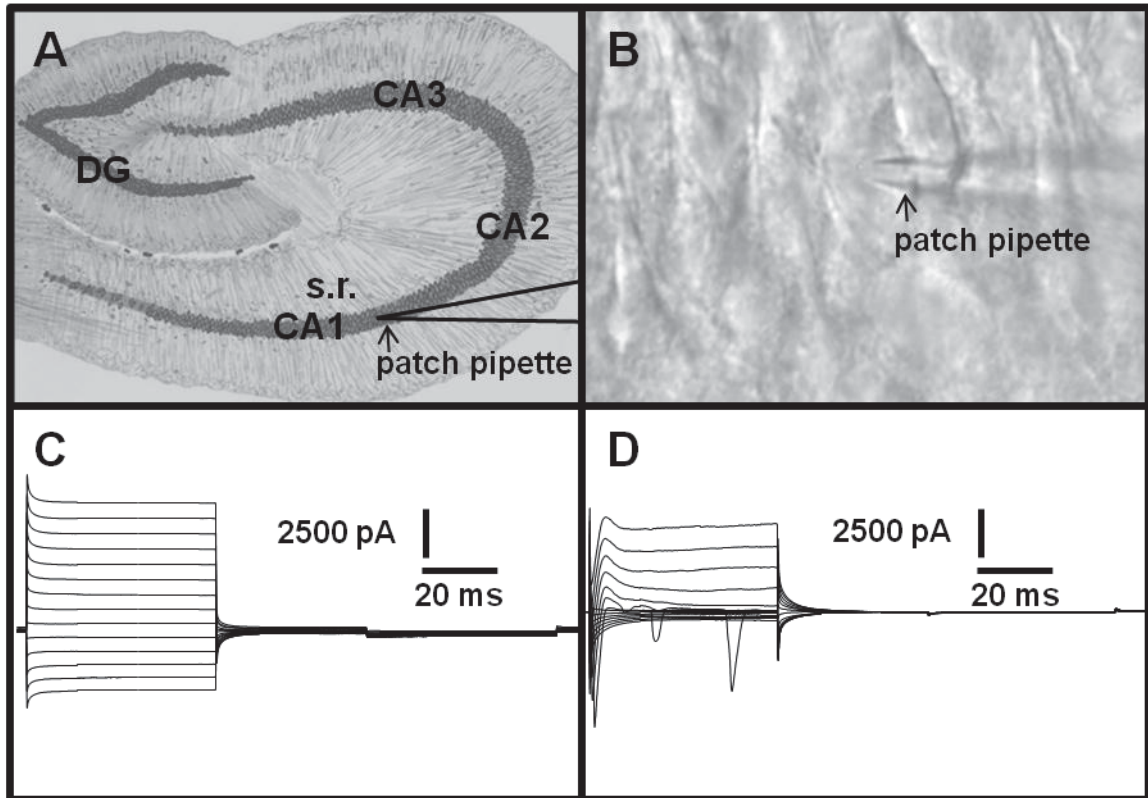 A
CA3
DG
CA2
s.r.
CA1
patch pipette
B
patch pipette
C
2500 pA
20 ms
D
2500 pA
20 ms